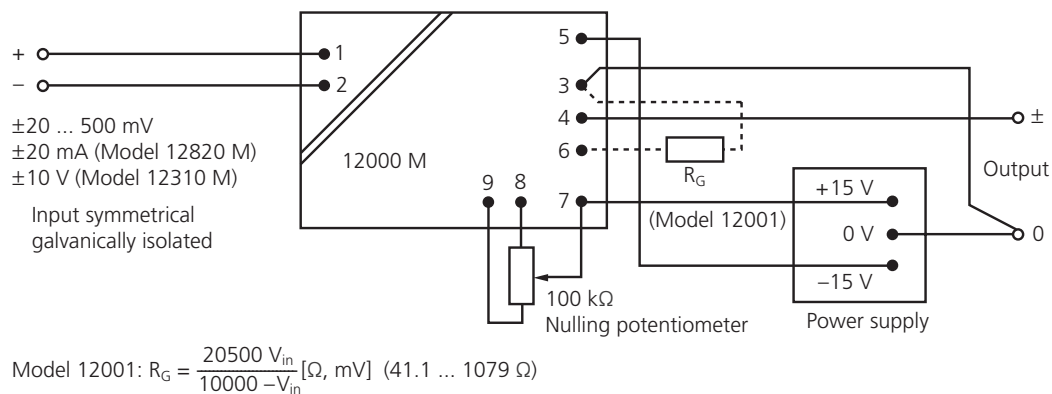 +
−
1
2
±20 ... 500 mV
±20 mA (Model 12820 M)
±10 V (Model 12310 M)
Input symmetrical
galvanically isolated
12000 M
5
3
4
6
7
9
8
R_G
(Model 12001)
±
Output
0
+15 V
0 V
−15 V
Power supply
100 kΩ
Nulling potentiometer
Model 12001: R_G = 20500 V_in / 10000 −V_in [Ω, mV] (41.1 ... 1079 Ω)